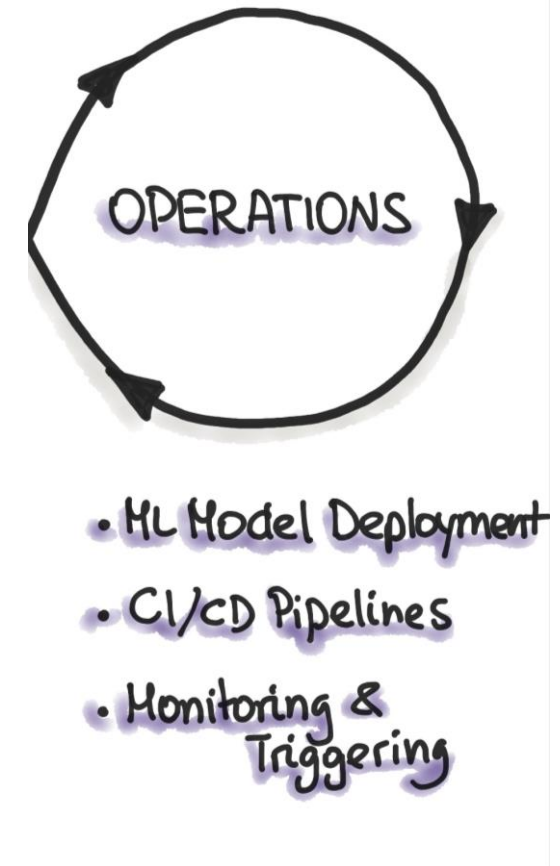 OPERATIONS
• ML Model Deployment
• CI/CD Pipelines
• Monitoring &
Triggering